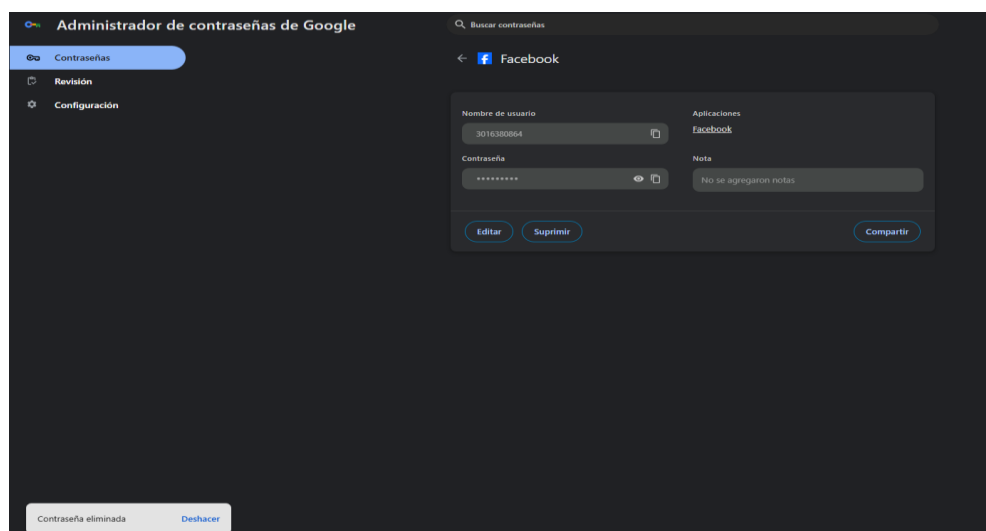 Administrador de contraseñas de Google
Buscar contraseñas
Contraseñas
Revisión
Configuración
Facebook
Nombre de usuario
3016380864
Aplicaciones
Facebook
Contraseña
•••••••••
Nota
No se agregaron notas
Editar
Suprimir
Compartir
Contraseña eliminada
Deshacer